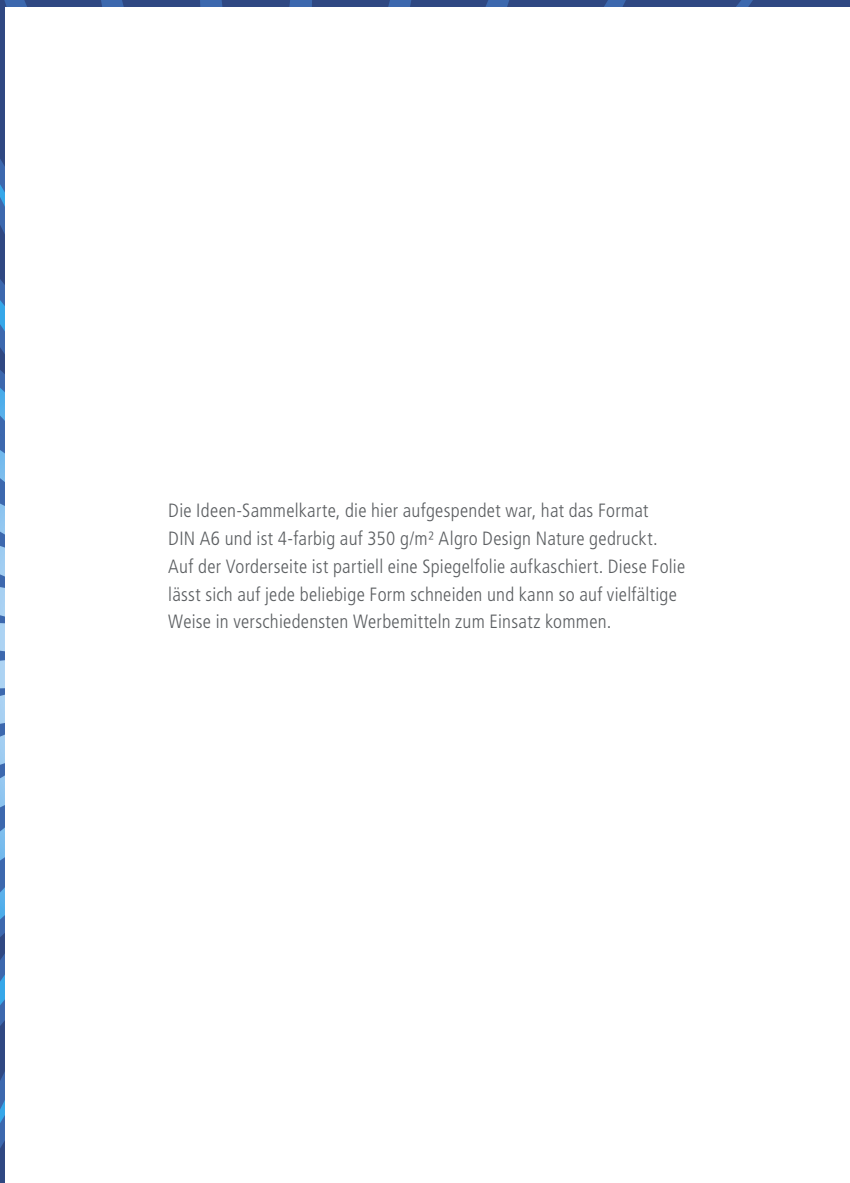 Die Ideen-Sammelkarte, die hier aufgespendet war, hat das Format
DIN A6 und ist 4-farbig auf 350 g/m² Algro Design Nature gedruckt.
Auf der Vorderseite ist partiell eine Spiegelfolie aufkaschiert. Diese Folie
lässt sich auf jede beliebige Form schneiden und kann so auf vielfältige
Weise in verschiedensten Werbemitteln zum Einsatz kommen.